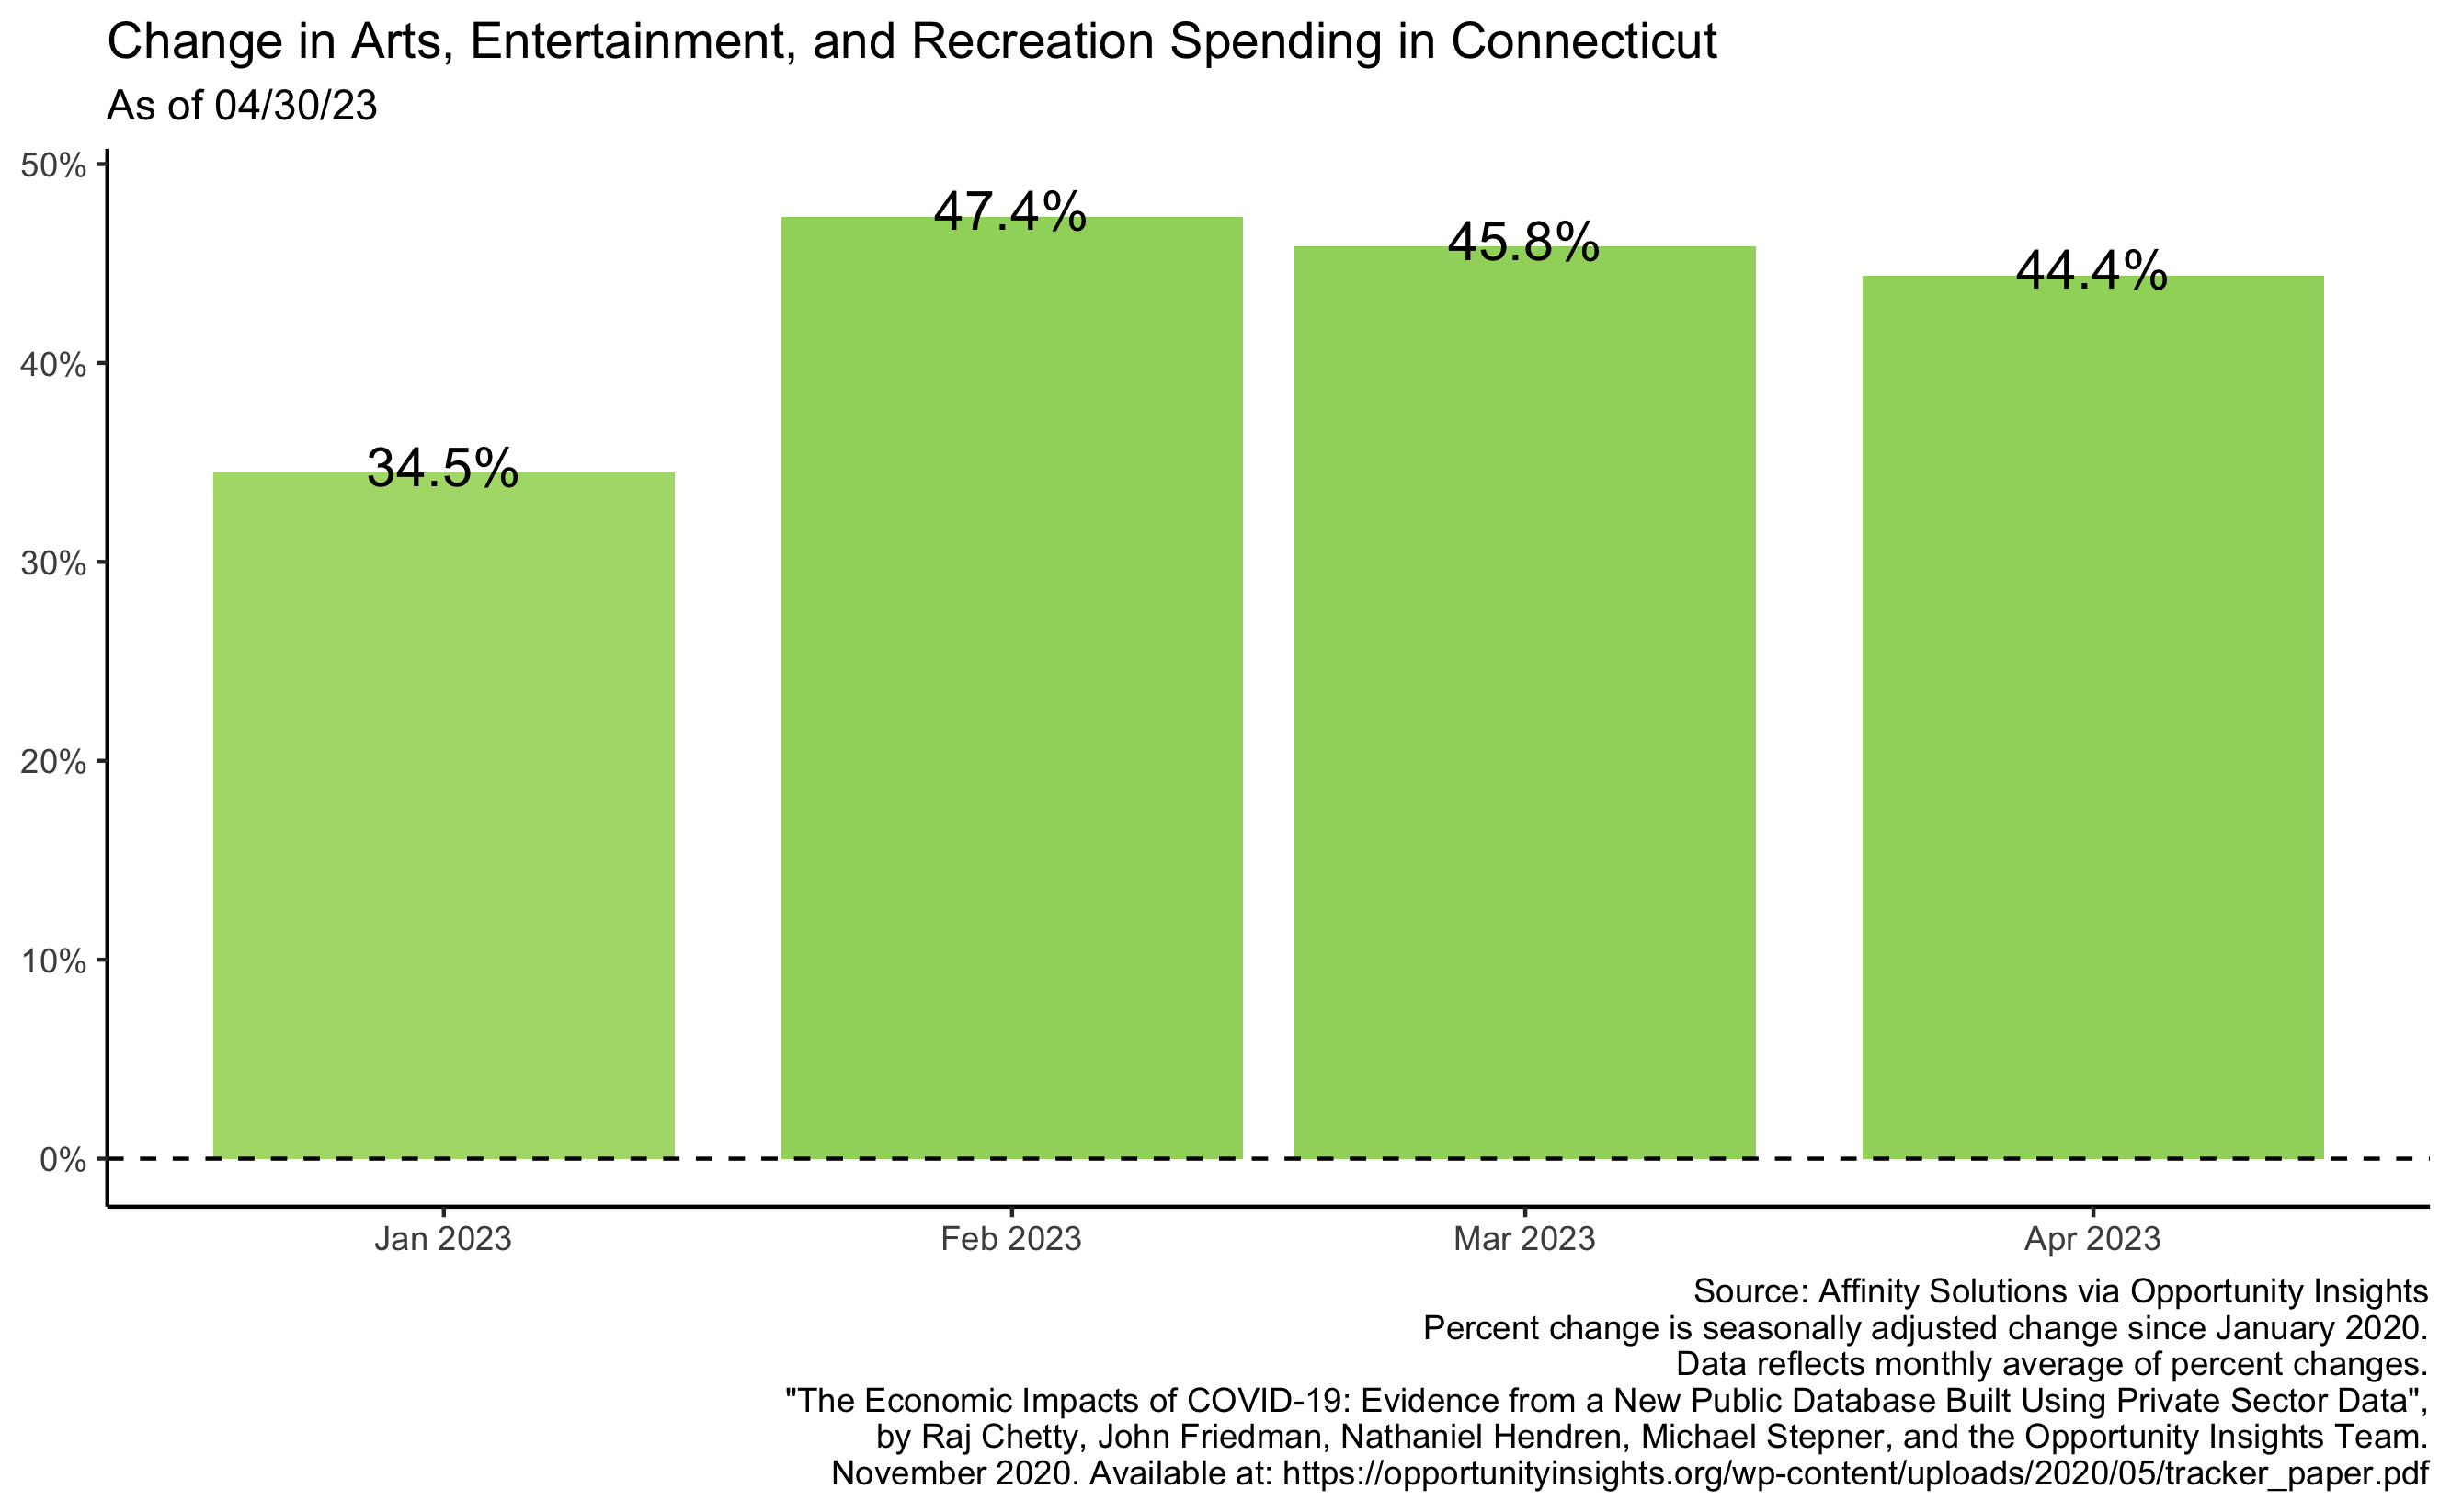 Change in Arts, Entertainment, and Recreation Spending in Connecticut
As of 04/30/23
50%
40%
30%
20%
10%
0%
34.5%
47.4%
45.8%
44.4%
Jan 2023
Feb 2023
Mar 2023
Apr 2023
Source: Affinity Solutions via Opportunity Insights
Percent change is seasonally adjusted change since January 2020.
Data reflects monthly average of percent changes.
"The Economic Impacts of COVID-19: Evidence from a New Public Database Built Using Private Sector Data",
by Raj Chetty, John Friedman, Nathaniel Hendren, Michael Stepner, and the Opportunity Insights Team.
November 2020. Available at: https://opportunityinsights.org/wp-content/uploads/2020/05/tracker_paper.pdf